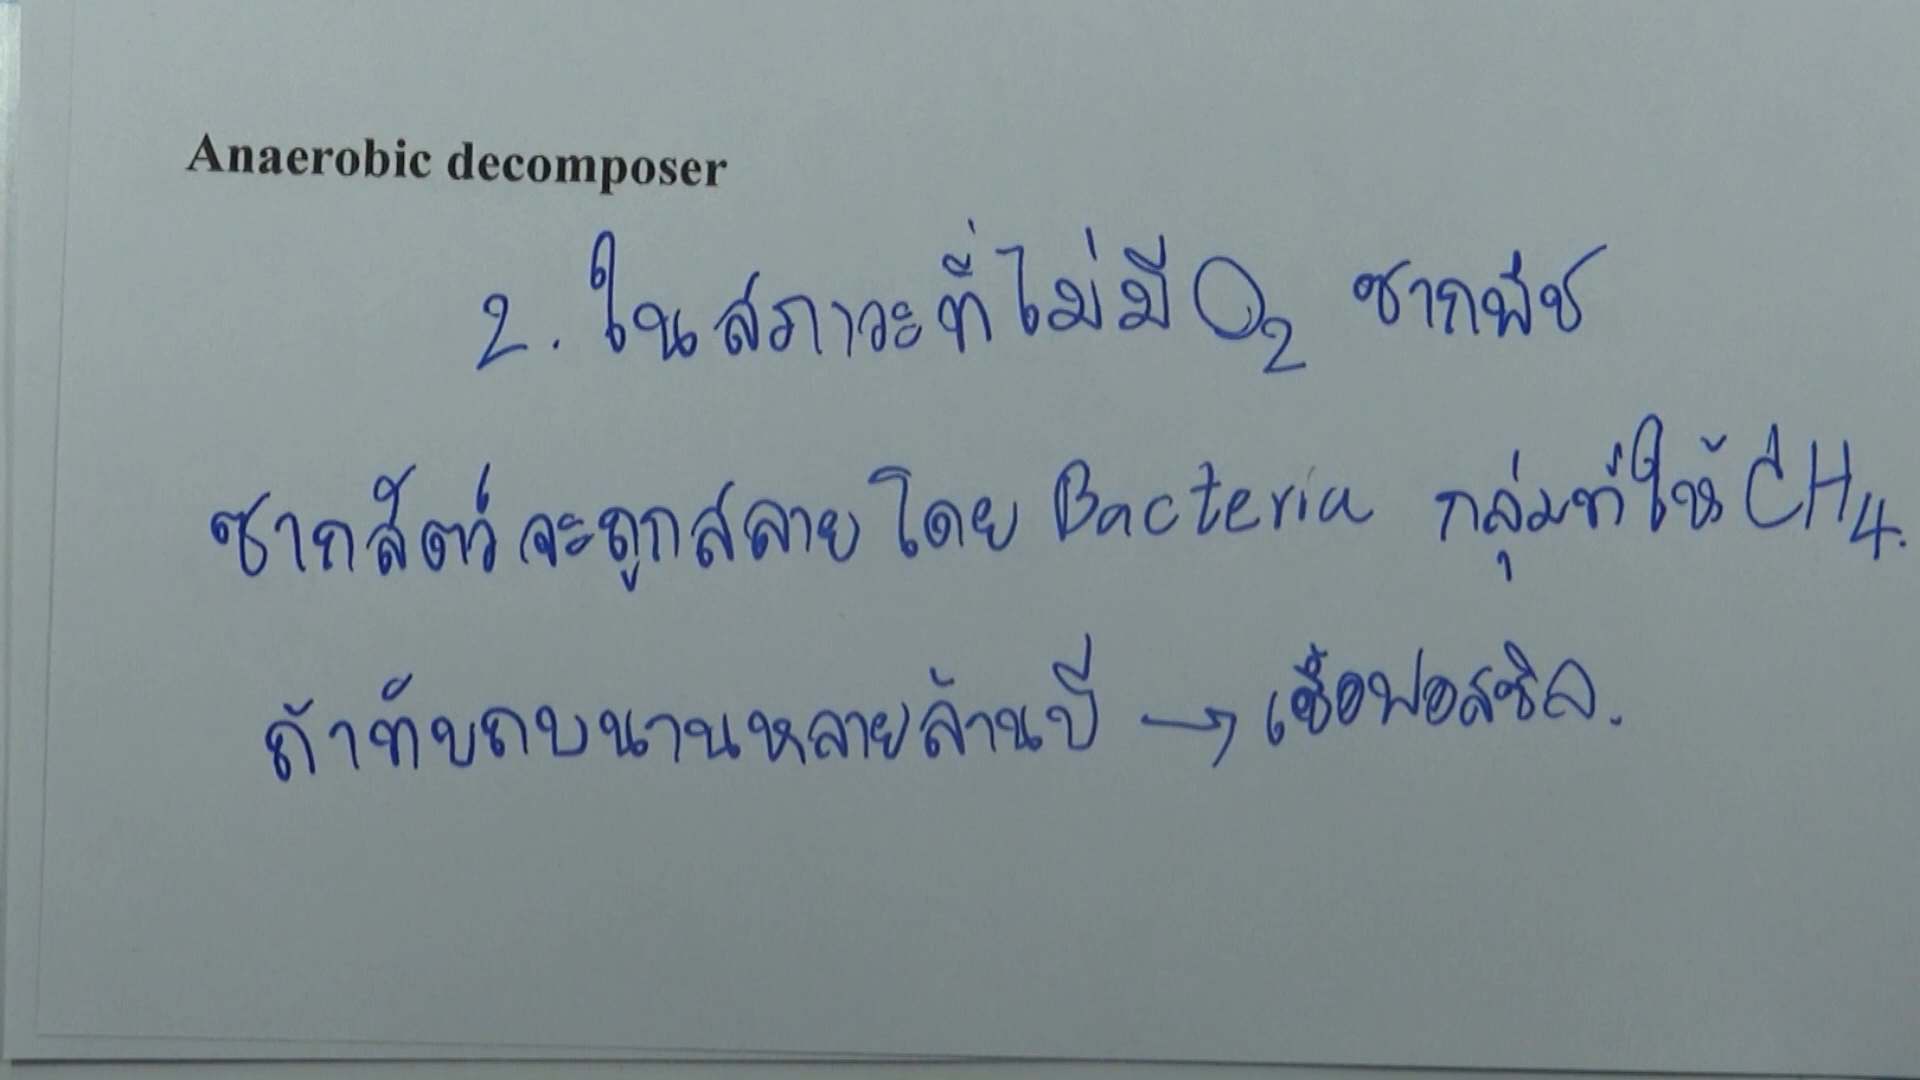 Anaerobic decomposer
2. ในสภาวะที่ไม่มี O₂ ซากพืช
ซากสัตว์จะถูกสลายโดย Bacteria กลุ่มที่ให้ CH₄.
ถ้าทับถบนานหลายล้านปี → เชื้อฟอสซิล.